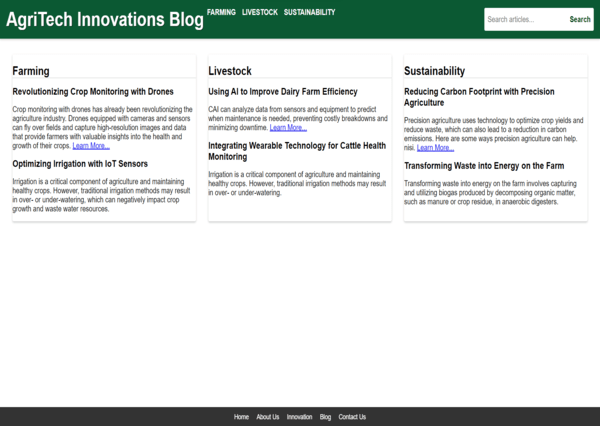 AgriTech Innovations Blog
FARMING LIVESTOCK SUSTAINABILITY
Search articles...
Search
Farming
Revolutionizing Crop Monitoring with Drones
Crop monitoring with drones has already been revolutionizing the
agriculture industry. Drones equipped with cameras and sensors
can fly over fields and capture high-resolution images and data
that provide farmers with valuable insights into the health and
growth of their crops. Learn More...
Optimizing Irrigation with IoT Sensors
Irrigation is a critical component of agriculture and maintaining
healthy crops. However, traditional irrigation methods may result
in over- or under-watering, which can negatively impact crop
growth and waste water resources.
Livestock
Using AI to Improve Dairy Farm Efficiency
CAI can analyze data from sensors and equipment to predict
when maintenance is needed, preventing costly breakdowns and
minimizing downtime. Learn More...
Integrating Wearable Technology for Cattle Health
Monitoring
Irrigation is a critical component of agriculture and maintaining
healthy crops. However, traditional irrigation methods may result
in over- or under-watering.
Sustainability
Reducing Carbon Footprint with Precision
Agriculture
Precision agriculture uses technology to optimize crop yields and
reduce waste, which can also lead to a reduction in carbon
emissions. Here are some ways precision agriculture can help.
nisi. Learn More...
Transforming Waste into Energy on the Farm
Transforming waste into energy on the farm involves capturing
and utilizing biogas produced by decomposing organic matter,
such as manure or crop residue, in anaerobic digesters.
Home About Us Innovation Blog Contact Us